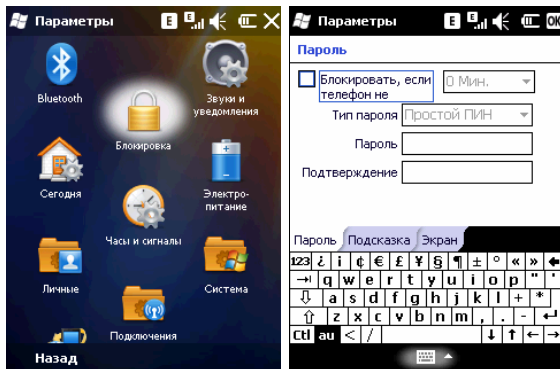 Параметры
E
E
Bluetooth
Звуки и
уведомления
Блокировка
Сегодня
Электро-
питание
Часы и сигналы
Личные
Система
Подключения
Назад
Параметры
E
E
OK
Пароль
Блокировать, если
телефон не
0 Мин.
Тип пароля Простой ПИН
Пароль
Подтверждение
Пароль Подсказка Экран
123 ¿ i ¢ € £ ¥ § ¶ ± ° « »
q w e r t y u i o p " '
a s d f g h j k l + *
z x c v b n m , . -
Ctl au < /